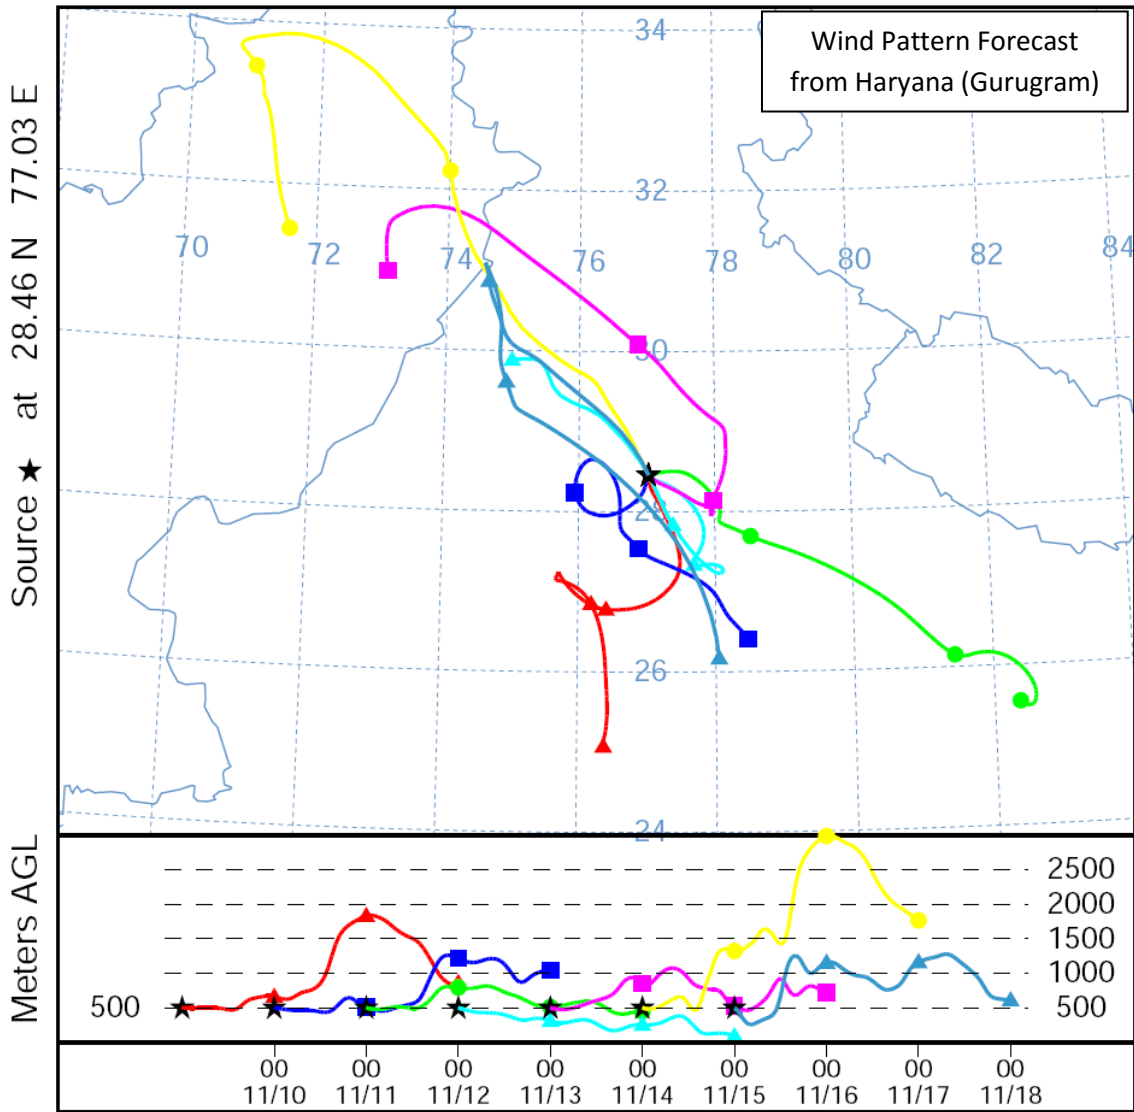 Wind Pattern Forecast
from Haryana (Gurugram)
Source ★ at 28.46 N 77.03 E
34
32
70 72 74 76 78 80 82 84
30
28
26
24
Meters AGL
2500
2000
1500
1000
500 500
00 00 00 00 00 00 00 00 00
11/10 11/11 11/12 11/13 11/14 11/15 11/16 11/17 11/18